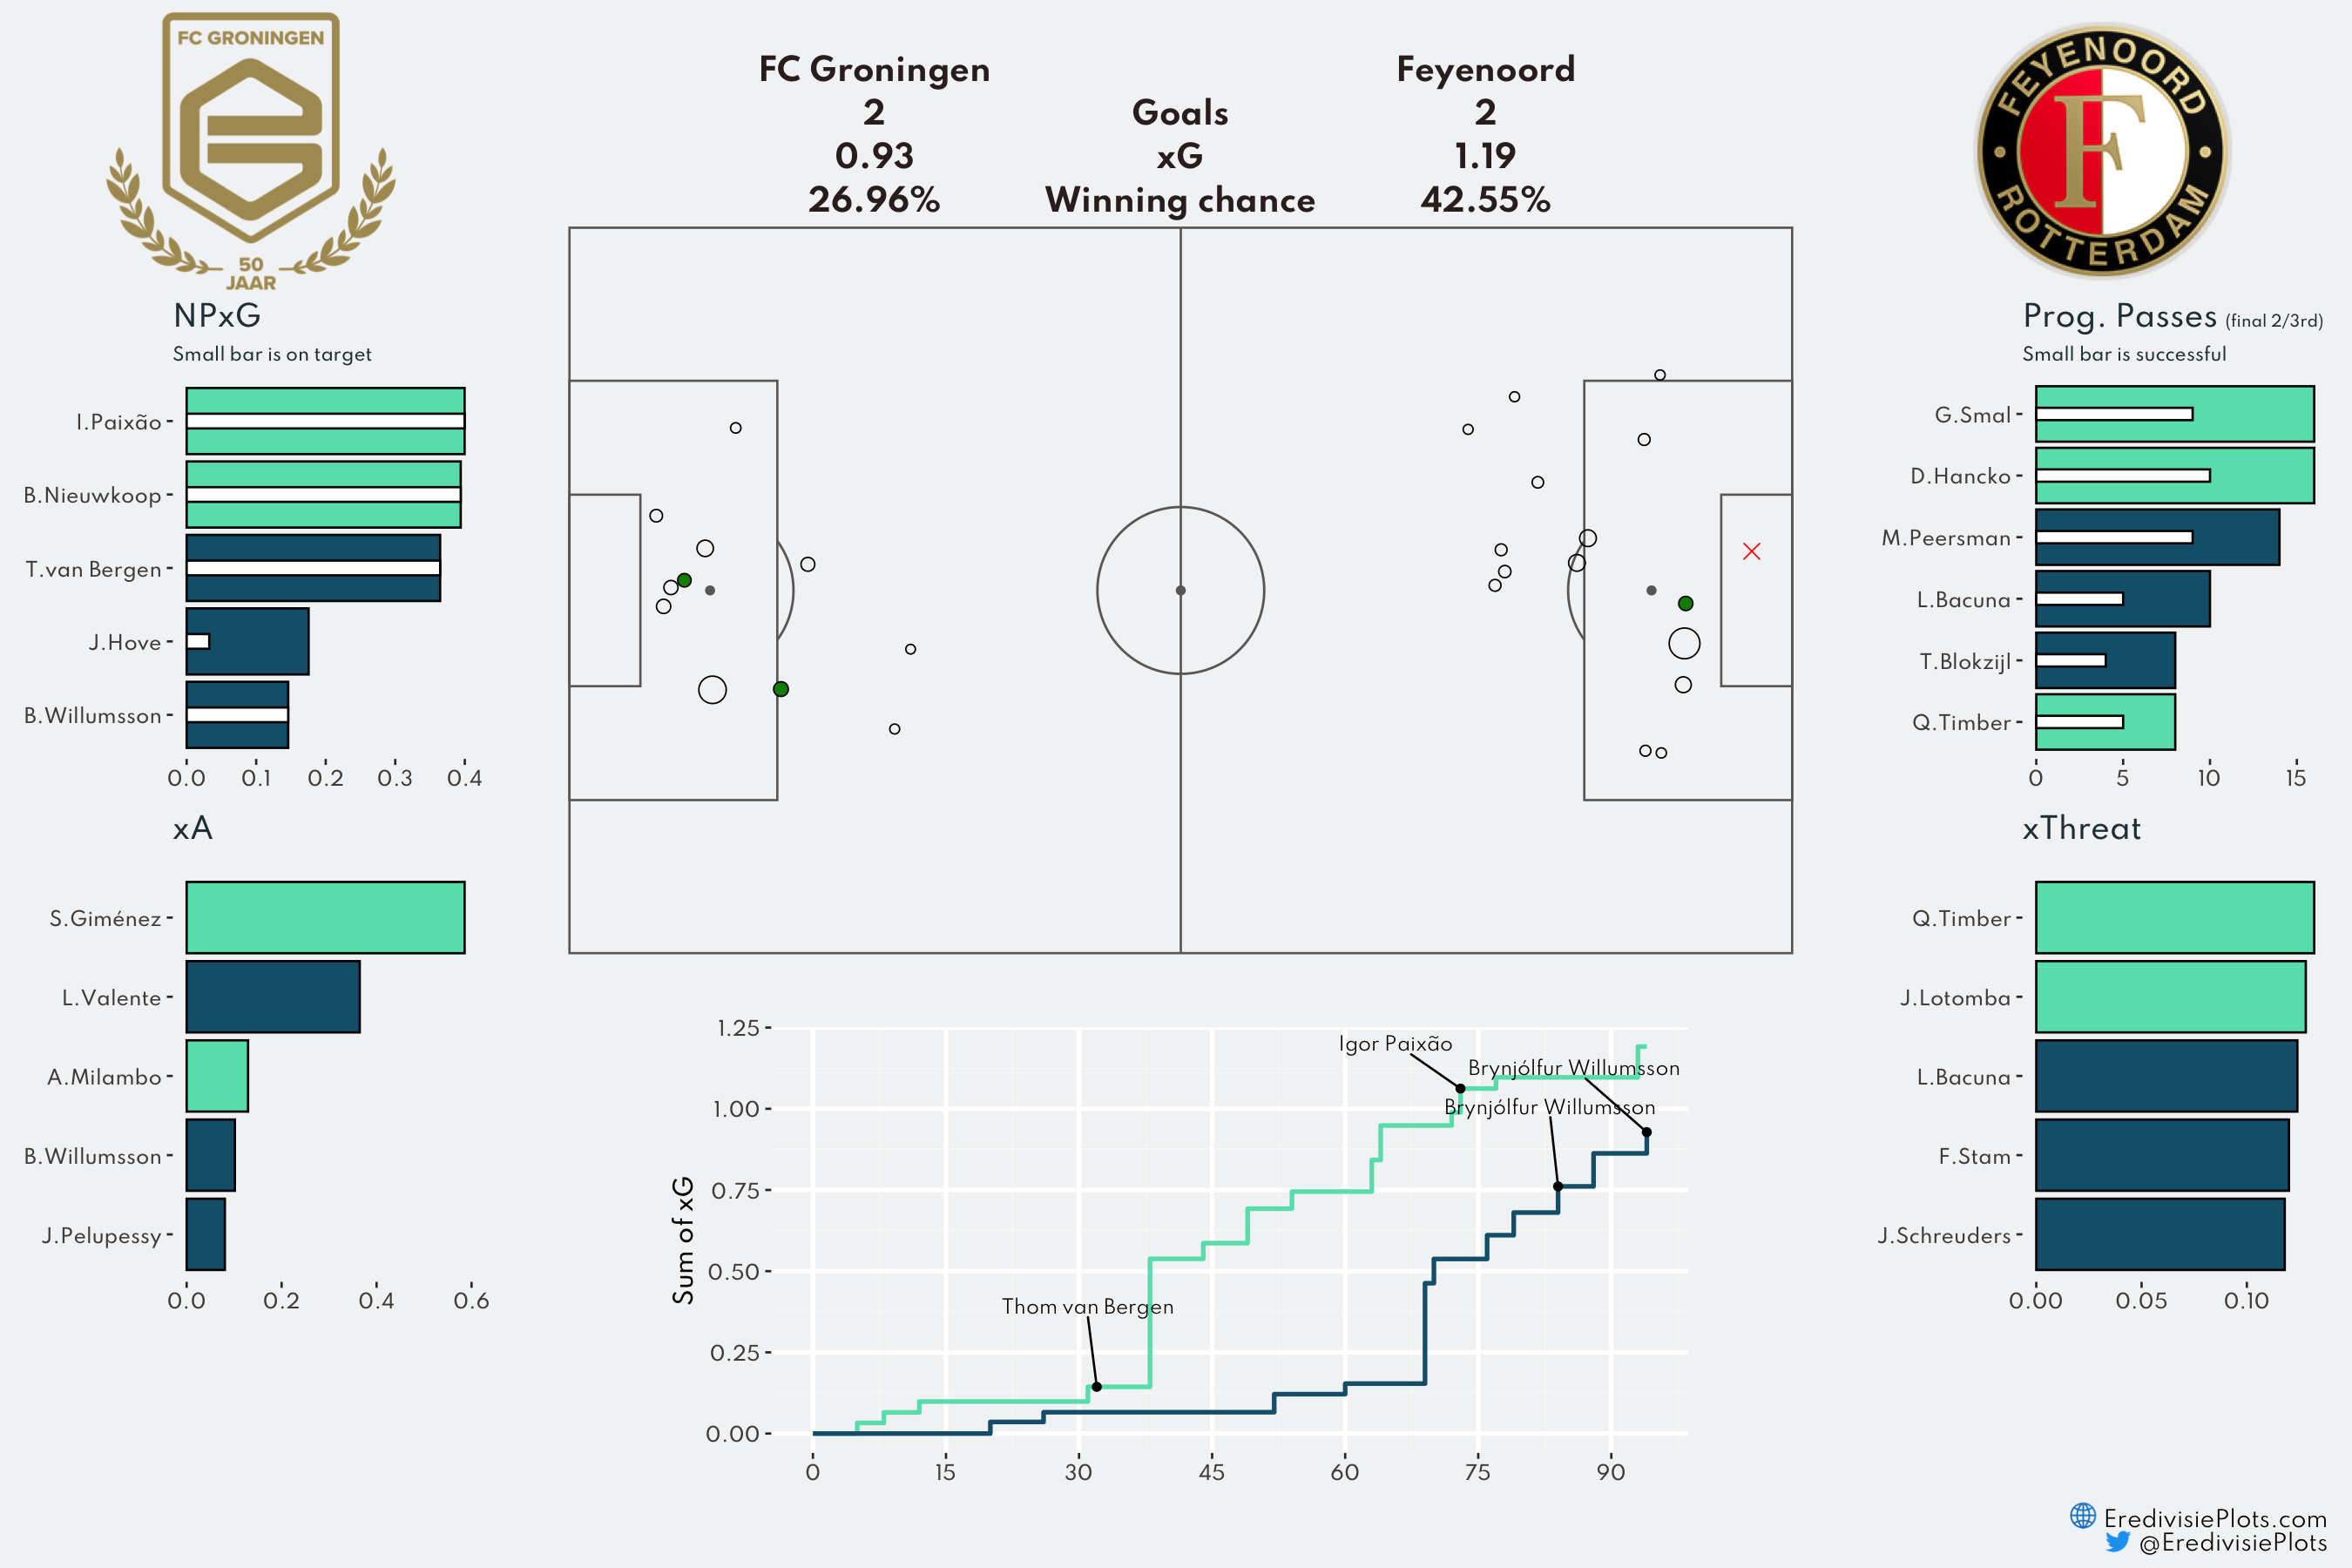 FC GRONINGEN
50
JAAR
FEYENOORD
ROTTERDAM
F
FC Groningen
Feyenoord
2 Goals 2
0.93 xG 1.19
26.96% Winning chance 42.55%
NPxG
Small bar is on target
I.Paixão
B.Nieuwkoop
T.van Bergen
J.Hove
B.Willumsson
0.0 0.1 0.2 0.3 0.4
xA
S.Giménez
L.Valente
A.Milambo
B.Willumsson
J.Pelupessy
0.0 0.2 0.4 0.6
Sum of xG
1.25
1.00
0.75
0.50
0.25
0.00
Igor Paixão
Brynjólfur Willumsson
Brynjólfur Willumsson
Thom van Bergen
0 15 30 45 60 75 90
Prog. Passes (final 2/3rd)
Small bar is successful
G.Smal
D.Hancko
M.Peersman
L.Bacuna
T.Blokzijl
Q.Timber
0 5 10 15
xThreat
Q.Timber
J.Lotomba
L.Bacuna
F.Stam
J.Schreuders
0.00 0.05 0.10
EredivisiePlots.com
@EredivisiePlots